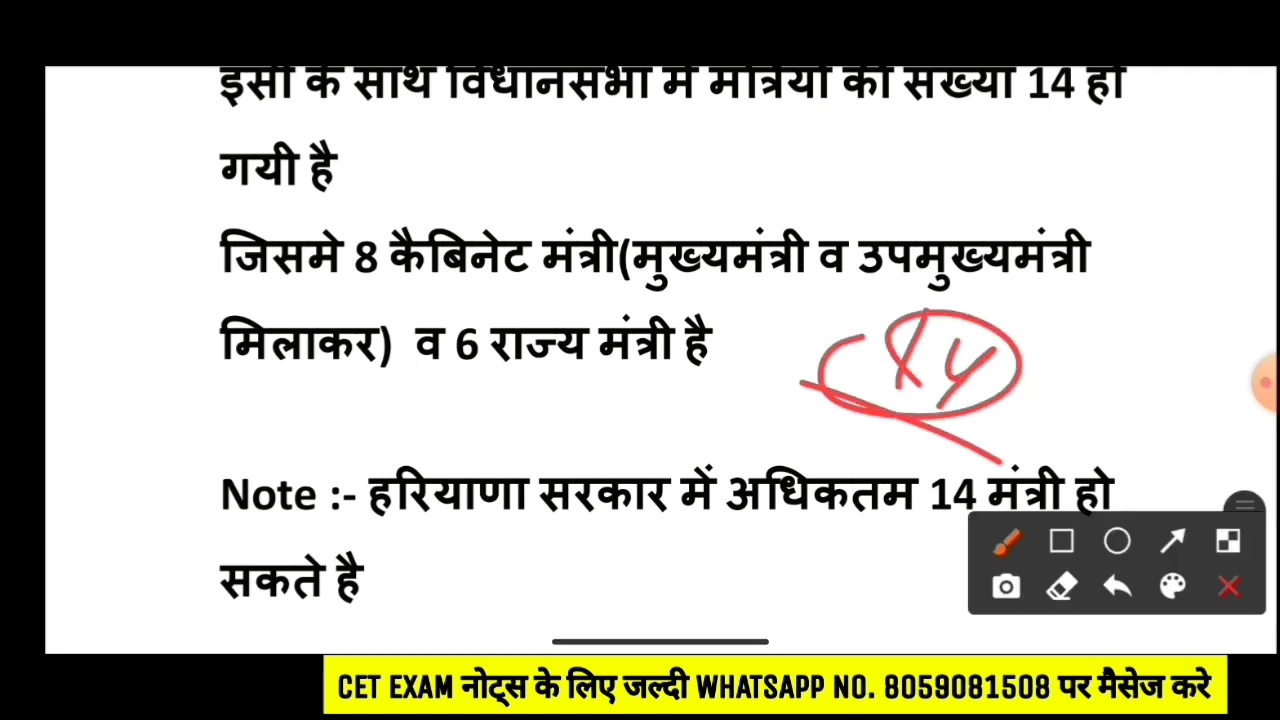 इसी के साथ विधानसभा में मंत्रियों की संख्या 14 हो
गयी है
जिसमे 8 कैबिनेट मंत्री(मुख्यमंत्री व उपमुख्यमंत्री
मिलाकर) व 6 राज्य मंत्री है
14
Note :- हरियाणा सरकार में अधिकतम 14 मंत्री हो
सकते है
CET EXAM नोट्स के लिए जल्दी WHATSAPP NO. 8059081508 पर मैसेज करे